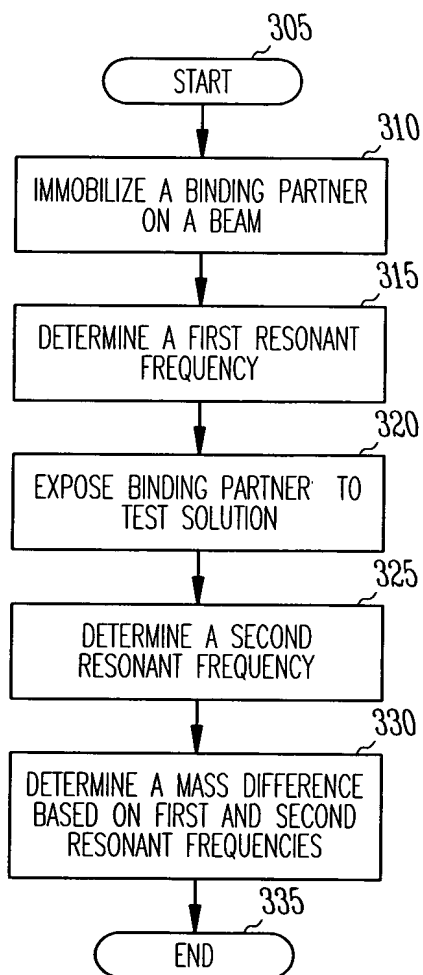 305
START
310
IMMOBILIZE A BINDING PARTNER
ON A BEAM
315
DETERMINE A FIRST RESONANT
FREQUENCY
320
EXPOSE BINDING PARTNER TO
TEST SOLUTION
325
DETERMINE A SECOND
RESONANT FREQUENCY
330
DETERMINE A MASS DIFFERENCE
BASED ON FIRST AND SECOND
RESONANT FREQUENCIES
335
END